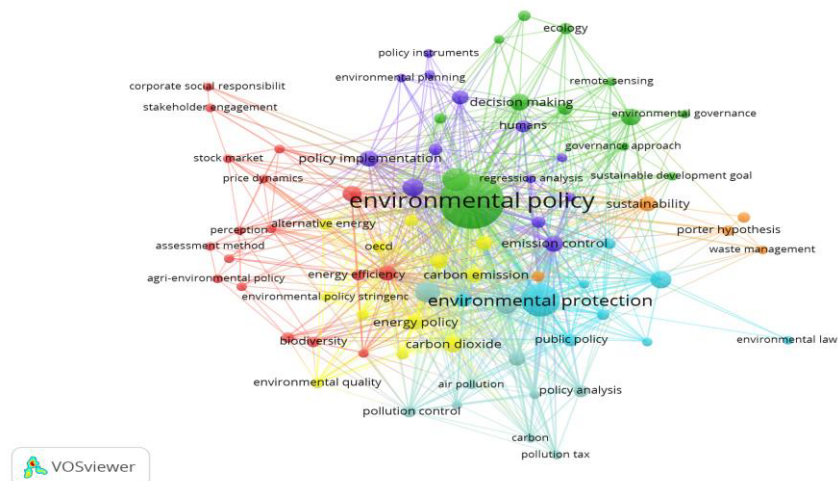 ecology
policy instruments
environmental planning
remote sensing
corporate social responsibilit
decision making
stakeholder engagement
environmental governance
humans
governance approach
stock market
policy implementation
price dynamics
regression analysis
sustainable development goal
environmental policy
sustainability
alternative energy
perception
porter hypothesis
assessment method
oecd
emission control
waste management
agri-environmental policy
energy efficiency
carbon emission
environmental policy stringenc
environmental protection
energy policy
biodiversity
carbon dioxide
public policy
environmental law
environmental quality
air pollution
policy analysis
pollution control
carbon
pollution tax
VOSviewer